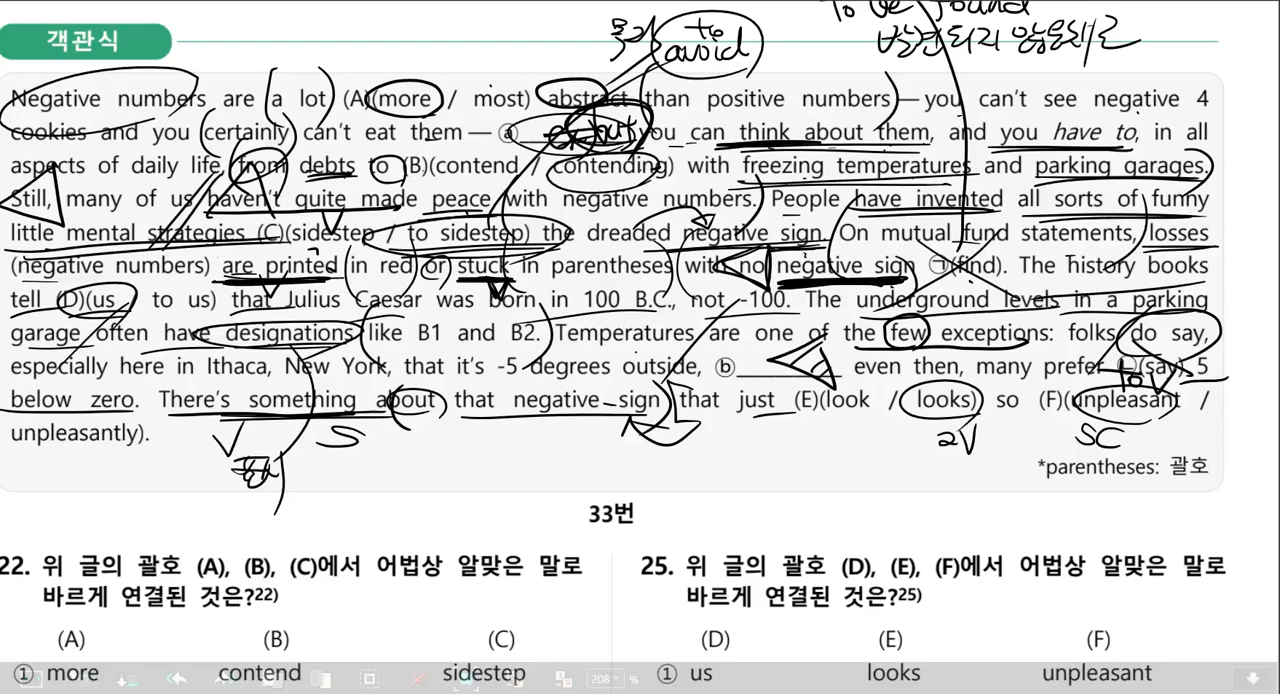 to be found
발견되지 않은채로
to
avoid
객관식
Negative numbers are a lot (A)(more / most) abstract than positive numbers—you can't see negative 4
cookies and you certainly can't eat them—ⓐ but you can think about them, and you have to, in all
aspects of daily life, from debts to (B)(contend / contending) with freezing temperatures and parking garages.
Still, many of us haven't quite made peace with negative numbers. People have invented all sorts of funny
little mental strategies (C)(sidestep / to sidestep) the dreaded negative sign. On mutual fund statements, losses
(negative numbers) are printed in red or stuck in parentheses with no negative sign ㉠(find). The history books
tell (D)(us / to us) that Julius Caesar was born in 100 B.C., not -100. The underground levels in a parking
garage often have designations like B1 and B2. Temperatures are one of the few exceptions: folks do say,
especially here in Ithaca, New York, that it's -5 degrees outside, ⓑ__________ even then, many prefer ㉡(say) 5
to V
below zero. There's something about that negative sign that just (E)(look / looks) so (F)(unpleasant /
unpleasantly).
V S 2V SC
*parentheses: 괄호
33번
22. 위 글의 괄호 (A), (B), (C)에서 어법상 알맞은 말로
바르게 연결된 것은?22)
(A) (B) (C)
① more contend sidestep
25. 위 글의 괄호 (D), (E), (F)에서 어법상 알맞은 말로
바르게 연결된 것은?25)
(D) (E) (F)
① us looks unpleasant
208 %